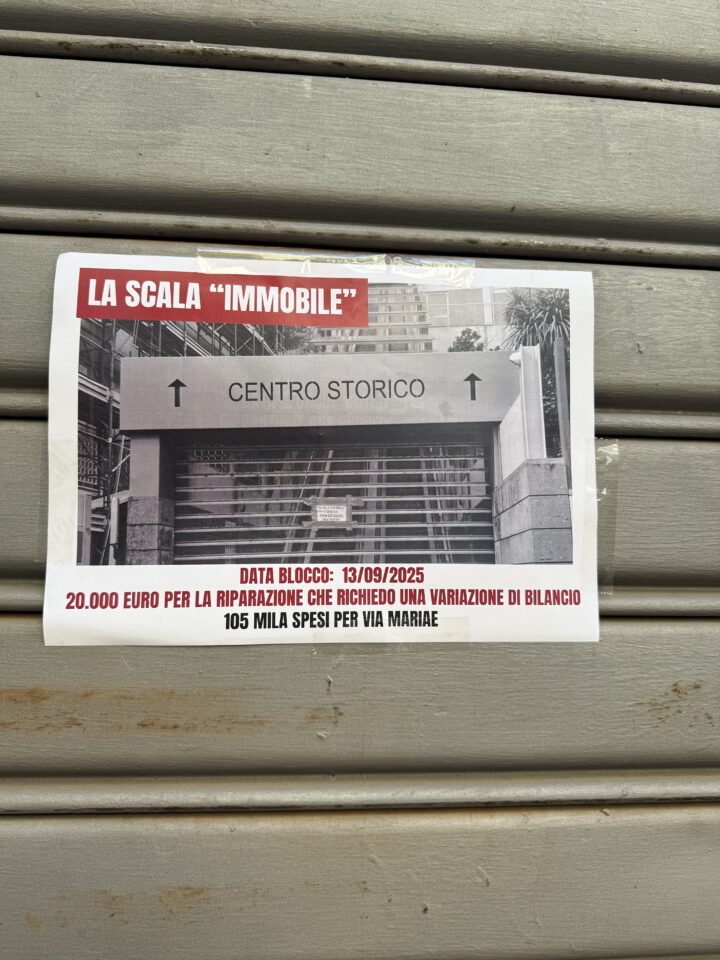 LA SCALA “IMMOBILE”
CENTRO STORICO
DATA BLOCCO: 13/09/2025
20.000 EURO PER LA RIPARAZIONE CHE RICHIEDO UNA VARIAZIONE DI BILANCIO
105 MILA SPESI PER VIA MARIAE